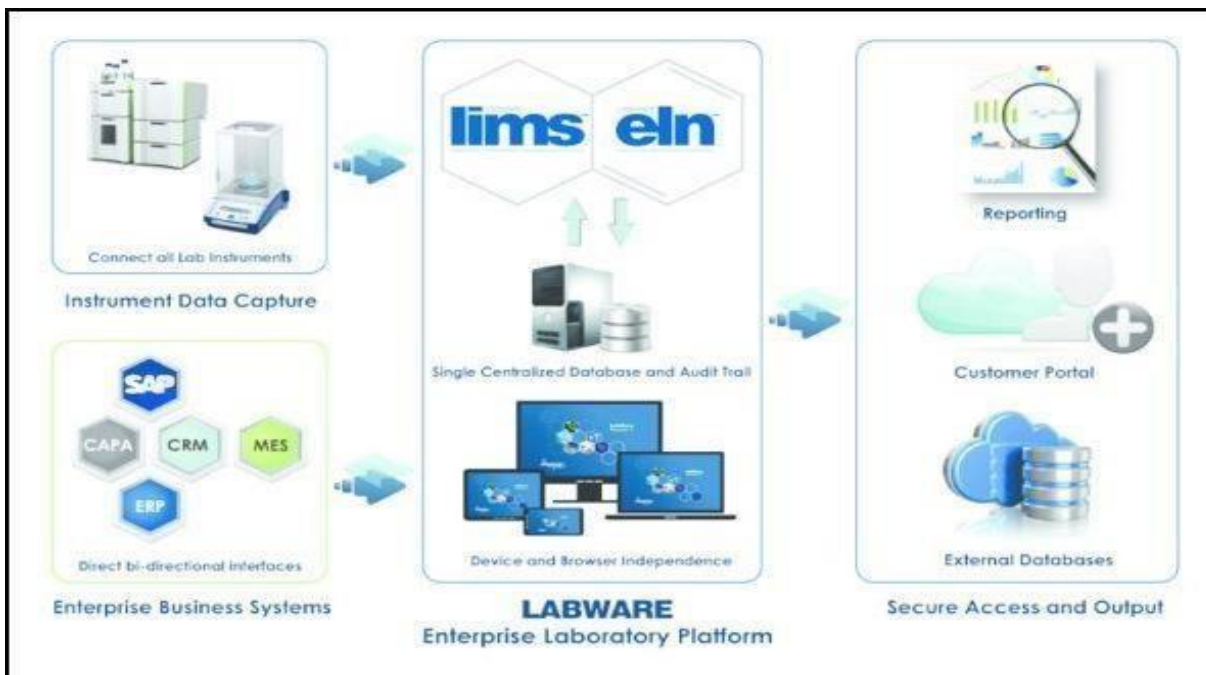 Connect all Lab Instruments
Instrument Data Capture
SAP
CAPA
CRM
MES
ERP
Direct bi-directional interfaces
Enterprise Business Systems
lims
eln
Single Centralized Database and Audit Trail
Device and Browser Independence
LABWARE
Enterprise Laboratory Platform
Reporting
Customer Portal
External Databases
Secure Access and Output